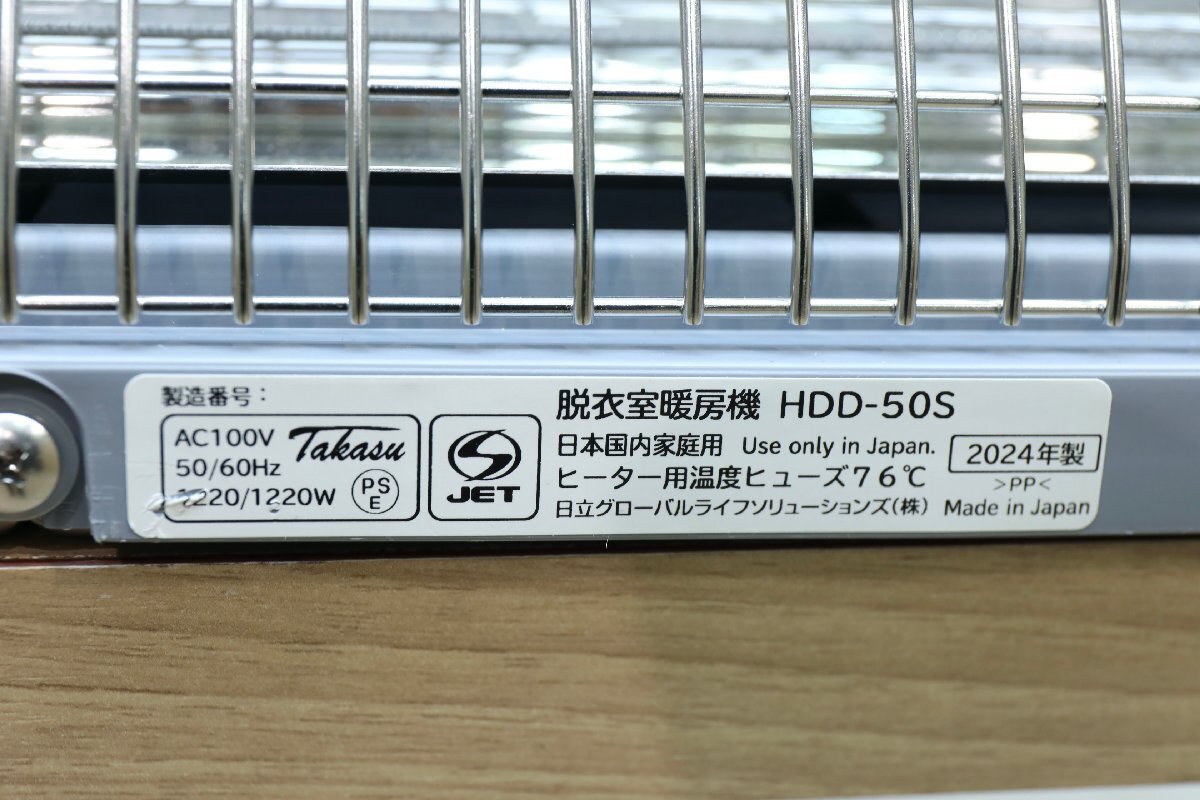 製造番号：
AC100V Takasu
50/60Hz
1220/1220W PSE
JET
脱衣室暖房機 HDD-50S
日本国内家庭用 Use only in Japan.
2024年製
ヒーター用温度ヒューズ76℃
>PP<
日立グローバルライフソリューションズ(株) Made in Japan